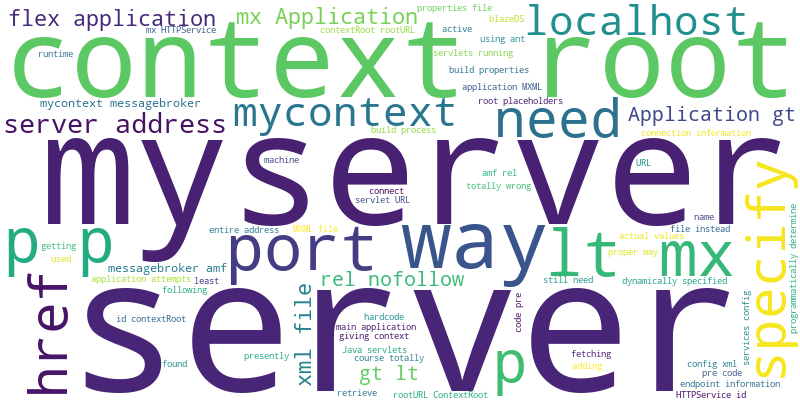 flex application
mx Application
properties file
blazeDS
localhost
mx HTTPService
contextRoot rootURL
active
using ant
context root
runtime
servlets running
build properties
application MXML
mycontext messagebroker
mycontext
root placeholders
need
Application gt
server address
build process
connection information
myserver
machine
amf rel
URL
specify
connect
totally wrong
servlet URL
name
p p
entire address
MXML file
way
file instead
getting
port
lt
actual values
mx
used
proper way
programmatically determine
messagebroker amf
href
application attempts
least
rel nofollow
still need
dynamically specified
following
server
xml file
id contextRoot
hardcode
code pre
services config
main application
presently
giving context
fetching
Java servlets
p
found
course totally
adding
config xml
gt lt
pre code
retrieve
endpoint information
rootURL ContextRoot
HTTPService id